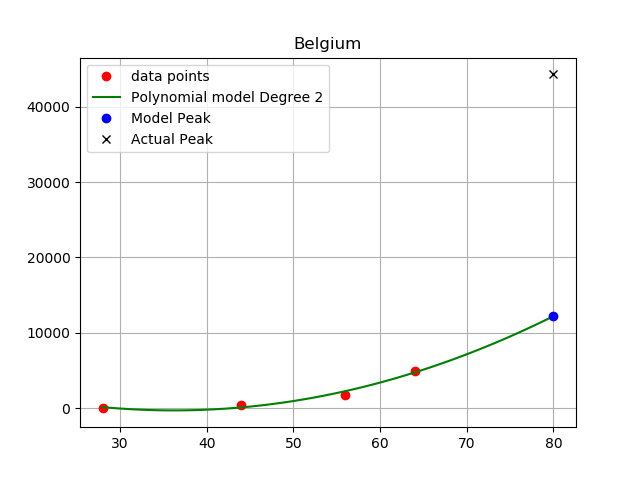 Belgium
data points
Polynomial model Degree 2
Model Peak
Actual Peak
40000
30000
20000
10000
0
30 40 50 60 70 80